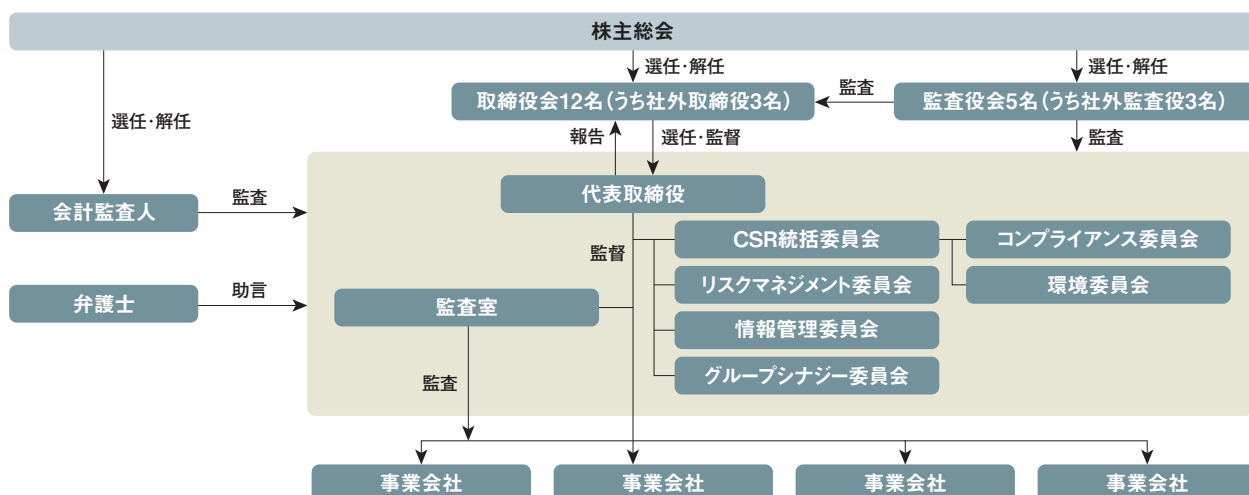 株主総会
選任・解任
選任・解任
選任・解任
取締役会12名(うち社外取締役3名)
監査
監査役会5名(うち社外監査役3名)
報告
選任・監督
監査
代表取締役
会計監査人
監査
監督
CSR統括委員会
コンプライアンス委員会
リスクマネジメント委員会
環境委員会
弁護士
助言
監査室
情報管理委員会
グループシナジー委員会
監査
事業会社
事業会社
事業会社
事業会社